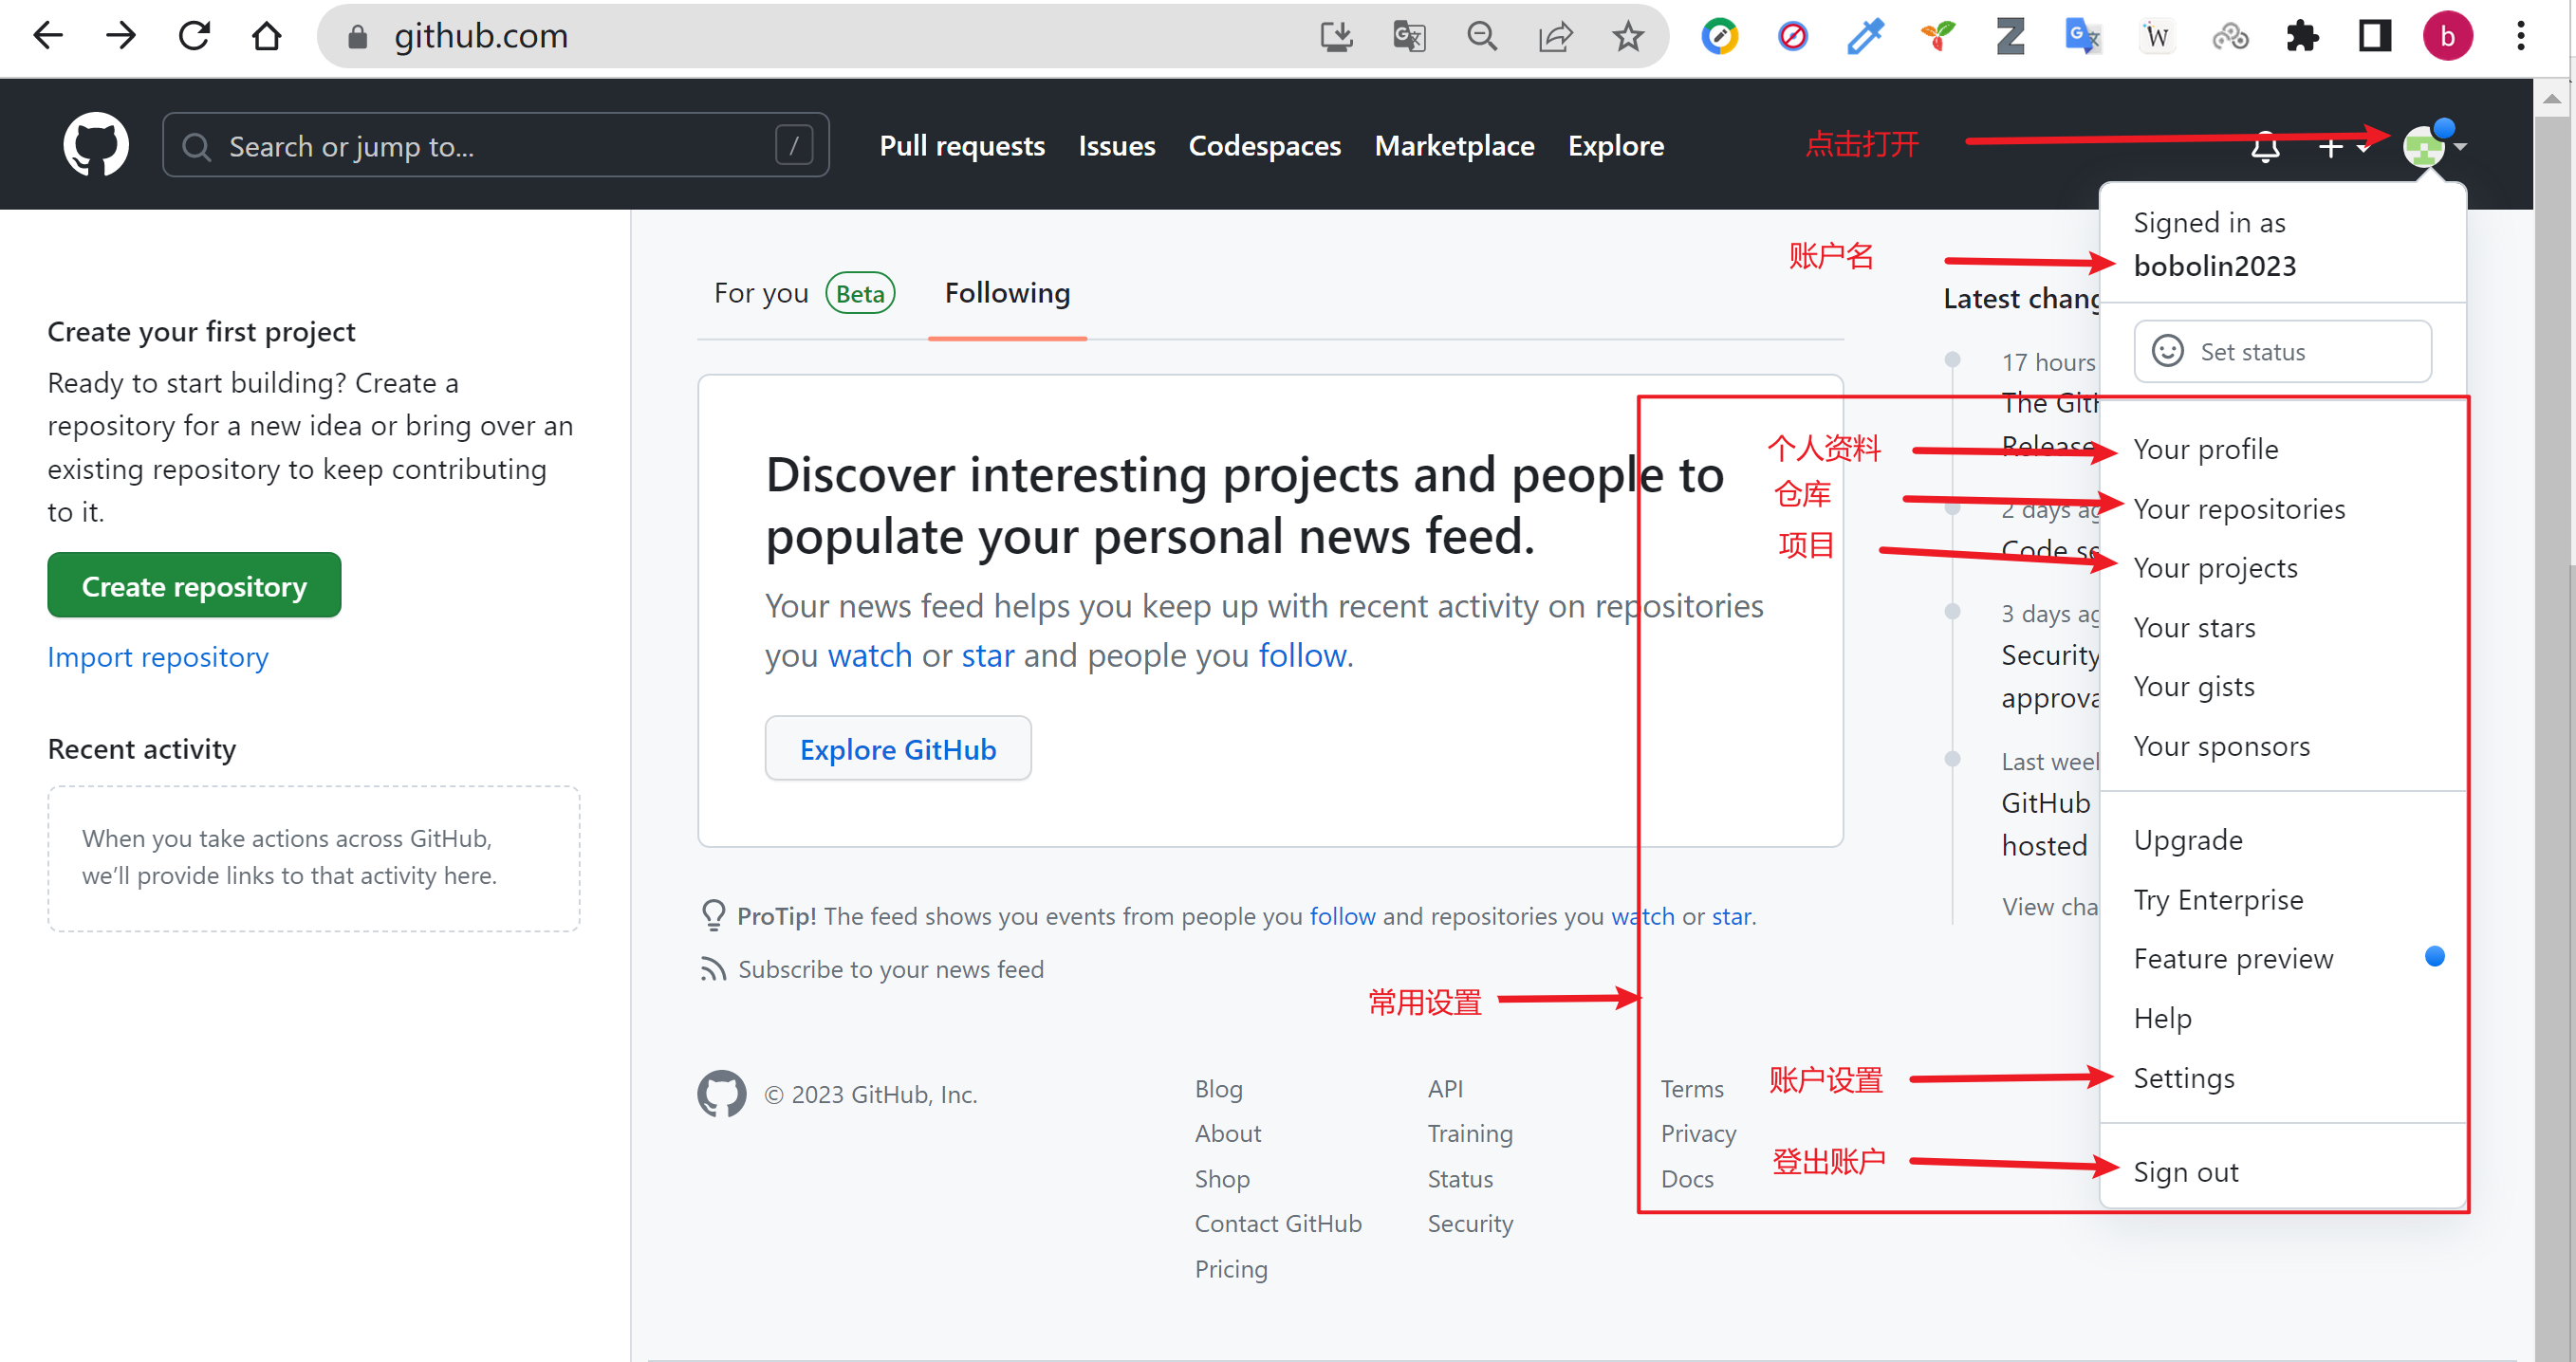 github.com
W
b
Search or jump to...
/
Pull requests
Issues
Codespaces
Marketplace
Explore
点击打开
Create your first project
Ready to start building? Create a
repository for a new idea or bring over an
existing repository to keep contributing
to it.
Create repository
Import repository
Recent activity
When you take actions across GitHub,
we’ll provide links to that activity here.
For you
Beta
Following
Discover interesting projects and people to
populate your personal news feed.
Your news feed helps you keep up with recent activity on repositories
you watch or star and people you follow.
Explore GitHub
ProTip! The feed shows you events from people you follow and repositories you watch or star.
Subscribe to your news feed
© 2023 GitHub, Inc.
Blog
About
Shop
Contact GitHub
Pricing
API
Training
Status
Security
Terms
Privacy
Docs
Latest
17 hours
The
Release
2 days
Code
3 days
Security
Last
GitHub
hosted
View
账户名
个人资料
仓库
项目
常用设置
账户设置
登出账户
Signed in as
bobolin2023
Set status
Your profile
Your repositories
Your projects
Your stars
Your gists
Your sponsors
Upgrade
Try Enterprise
Feature preview
Help
Settings
Sign out